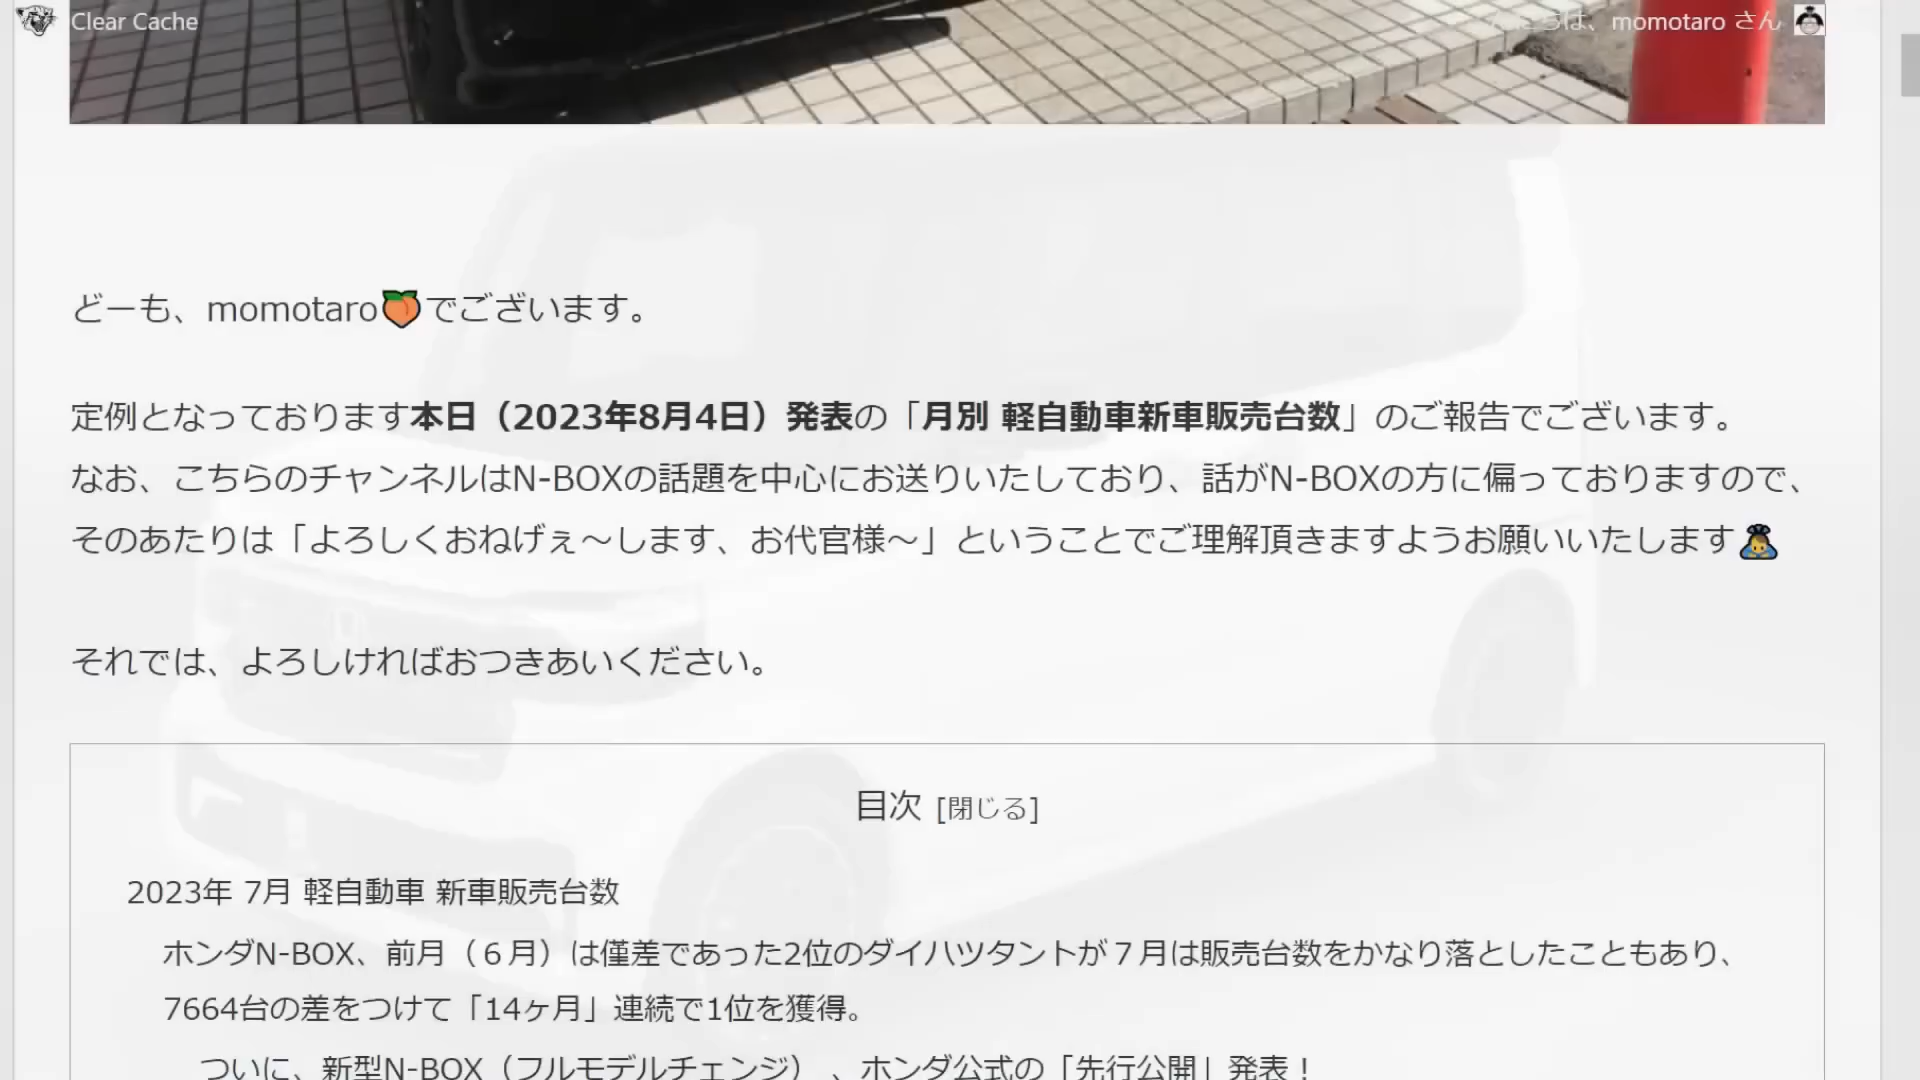 Clear Cache
こんにちは、momotaro さん
どーも、momotaro🍑でございます。
定例となっております本日（2023年8月4日）発表の「月別 軽自動車新車販売台数」のご報告でございます。
なお、こちらのチャンネルはN-BOXの話題を中心にお送りいたしており、話がN-BOXの方に偏っておりますので、
そのあたりは「よろしくおねげぇ～します、お代官様～」ということでご理解頂きますようお願いいたします🙇
それでは、よろしければおつきあいください。
目次 [閉じる]
2023年 7月 軽自動車 新車販売台数
ホンダN-BOX、前月（６月）は僅差であった2位のダイハツタントが７月は販売台数をかなり落としたこともあり、
7664台の差をつけて「14ヶ月」連続で1位を獲得。
ついに、新型N-BOX（フルモデルチェンジ） 、ホンダ公式の「先行公開」発表！